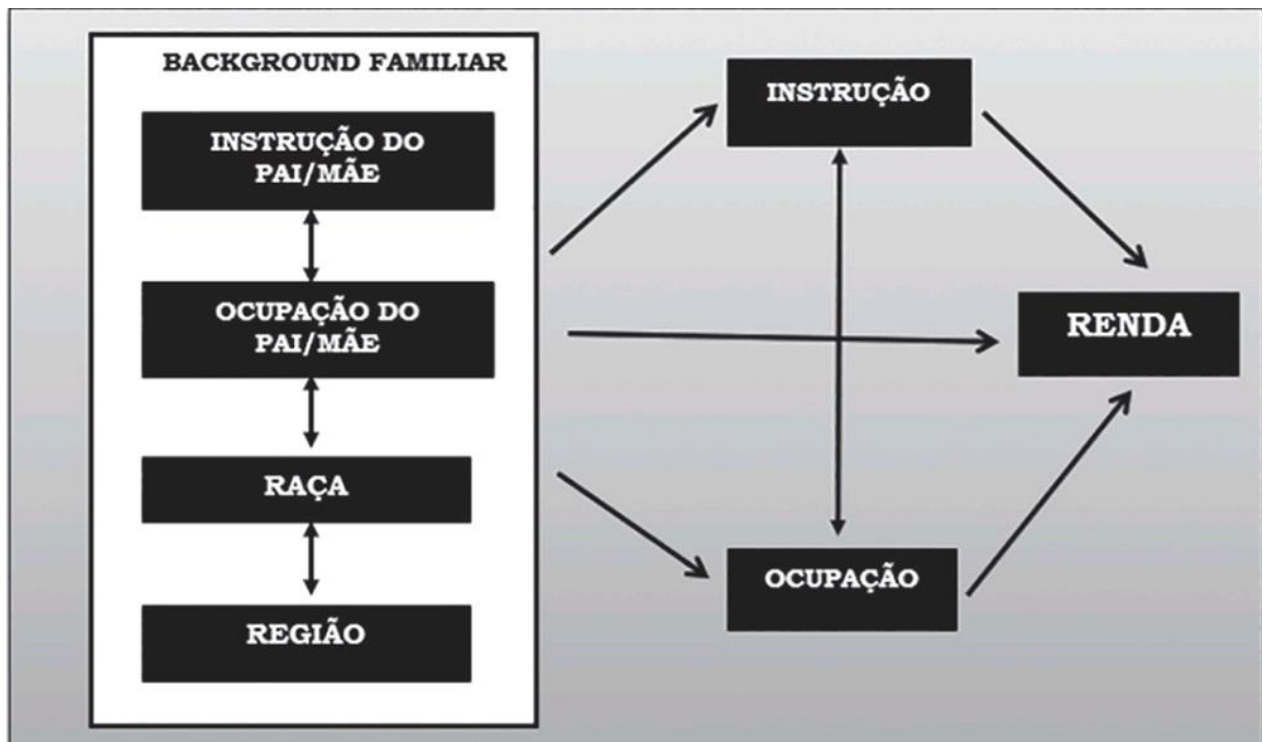 BACKGROUND FAMILIAR
INSTRUÇÃO DO
PAI/MÃE
OCUPAÇÃO DO
PAI/MÃE
RAÇA
REGIÃO
INSTRUÇÃO
OCUPAÇÃO
RENDA